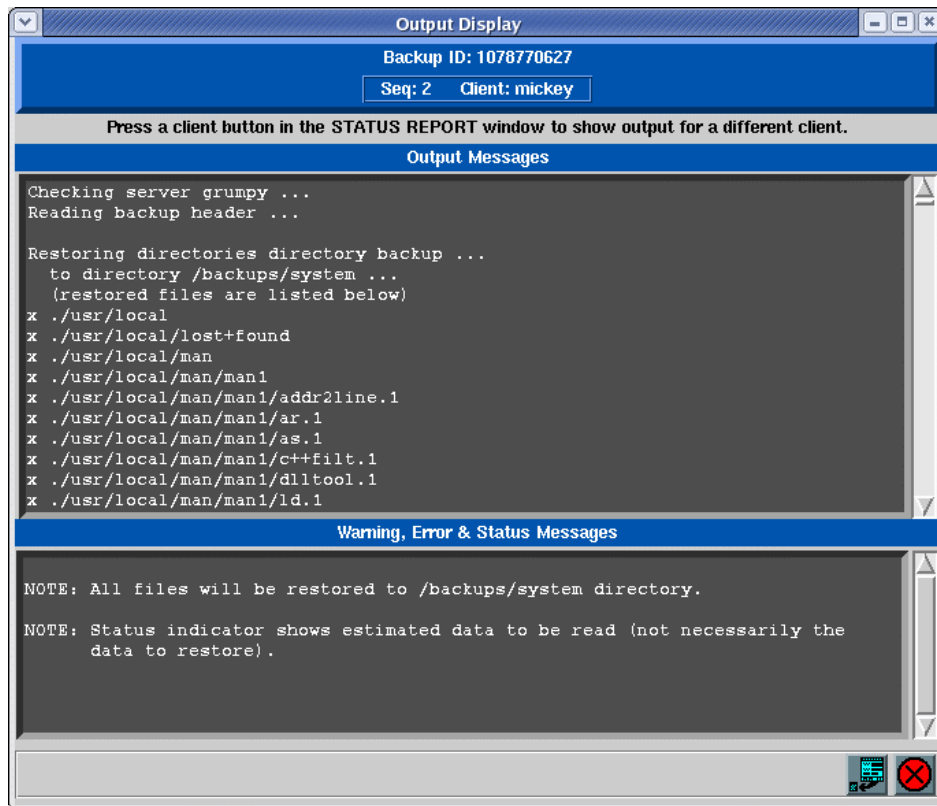 Output Display
Backup ID: 1078770627
Seq: 2 Client: mickey
Press a client button in the STATUS REPORT window to show output for a different client.
Output Messages
Checking server grumpy ...
Reading backup header ...
Restoring directories directory backup ...
to directory /backups/system ...
(restored files are listed below)
x ./usr/local
x ./usr/local/lost+found
x ./usr/local/man
x ./usr/local/man/man1
x ./usr/local/man/man1/addr2line.1
x ./usr/local/man/man1/ar.1
x ./usr/local/man/man1/as.1
x ./usr/local/man/man1/c++filt.1
x ./usr/local/man/man1/dlltool.1
x ./usr/local/man/man1/ld.1
Warning, Error & Status Messages
NOTE: All files will be restored to /backups/system directory.
NOTE: Status indicator shows estimated data to be read (not necessarily the
data to restore).